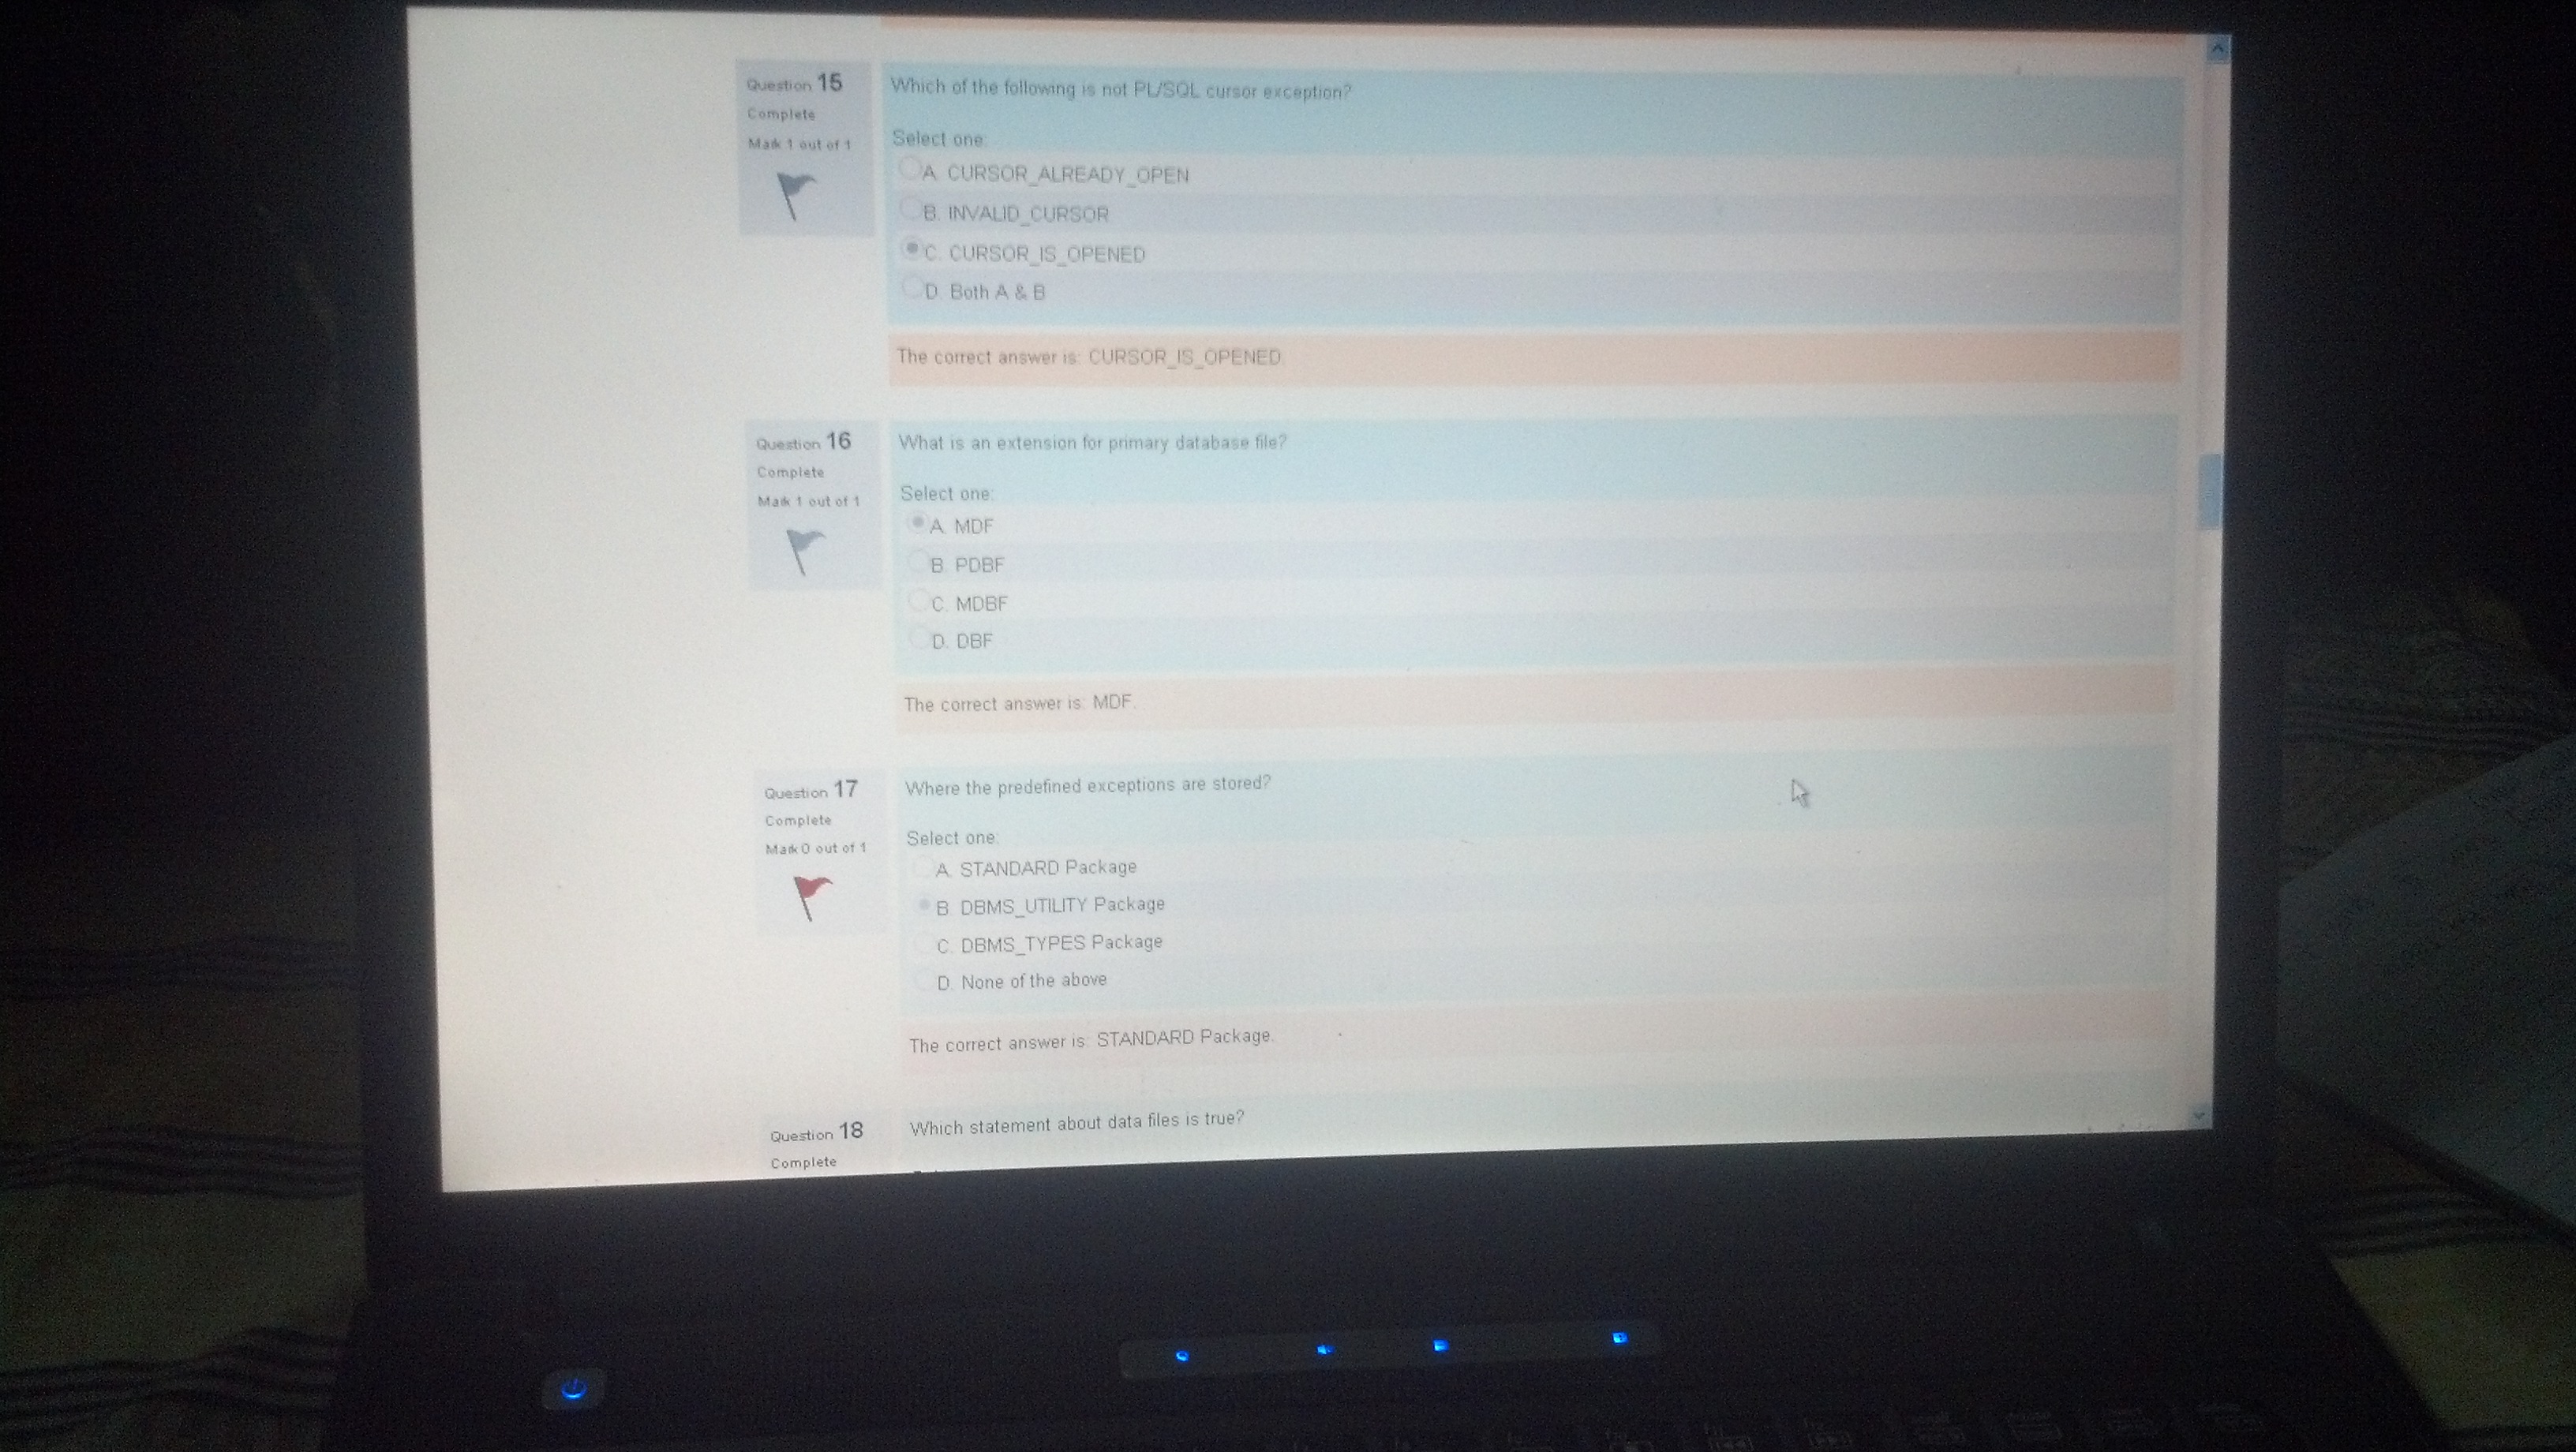 Question 15
Complete
Mark 1 out of 1
Which of the following is not PL/SQL cursor exception?
Select one:
A. CURSOR_ALREADY_OPEN
B. INVALID_CURSOR
C. CURSOR_IS_OPENED
D. Both A & B
The correct answer is: CURSOR_IS_OPENED.
Question 16
Complete
Mark 1 out of 1
What is an extension for primary database file?
Select one:
A. MDF
B. PDBF
C. MDBF
D. DBF
The correct answer is: MDF.
Question 17
Complete
Mark 0 out of 1
Where the predefined exceptions are stored?
Select one:
A. STANDARD Package
B. DBMS_UTILITY Package
C. DBMS_TYPES Package
D. None of the above
The correct answer is: STANDARD Package.
Question 18
Complete
Which statement about data files is true?